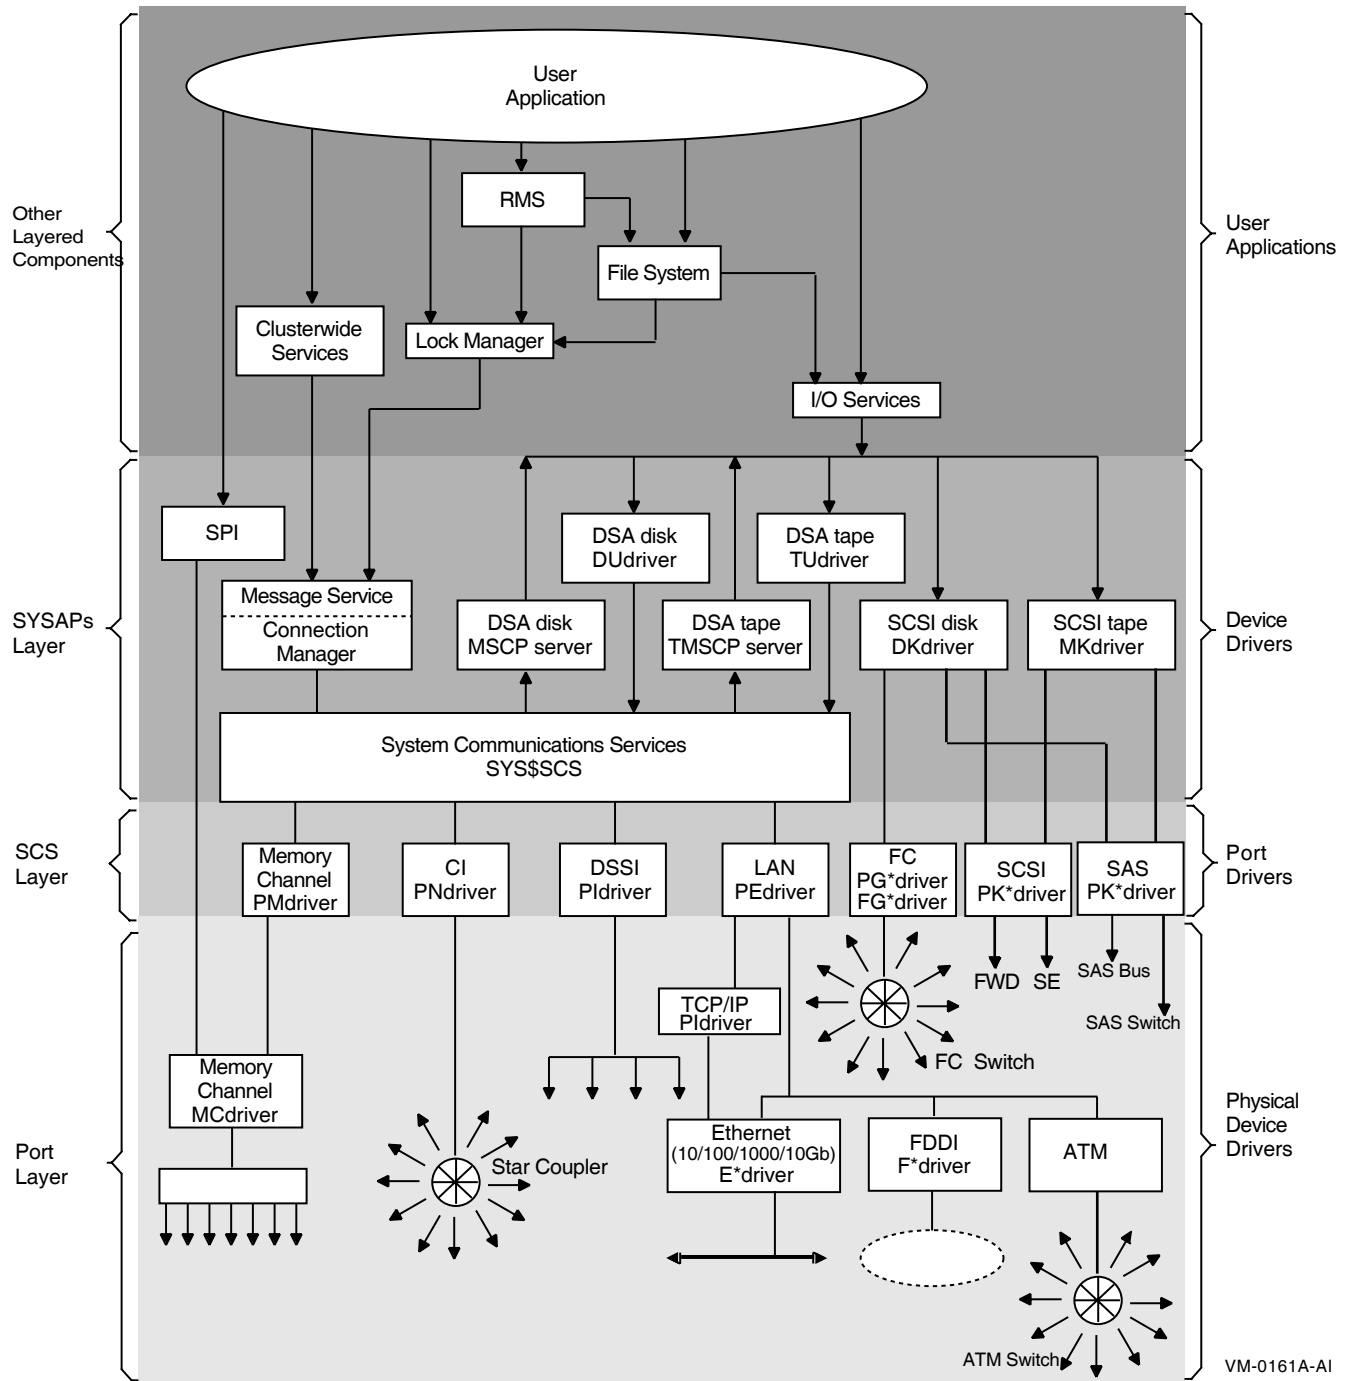 User
Application
RMS
Other
Layered
Components
User
Applications
File System
Clusterwide
Services
Lock Manager
I/O Services
SPI
DSA disk
DUdriver
DSA tape
TUdriver
Message Service
Connection
Manager
DSA disk
MSCP server
DSA tape
TMSCP server
SCSI disk
DKdriver
SCSI tape
MKdriver
SYSAPs
Layer
Device
Drivers
System Communications Services
SYS$SCS
SCS
Layer
Memory
Channel
PMdriver
CI
PNdriver
DSSI
PIdriver
LAN
PEdriver
FC
PG*driver
FG*driver
SCSI
PK*driver
SAS
PK*driver
Port
Drivers
FWD
SE
SAS Bus
SAS Switch
TCP/IP
PIdriver
FC Switch
Memory
Channel
MCdriver
Star Coupler
Ethernet
(10/100/1000/10Gb)
E*driver
FDDI
F*driver
ATM
Port
Layer
Physical
Device
Drivers
ATM Switch
VM-0161A-AI